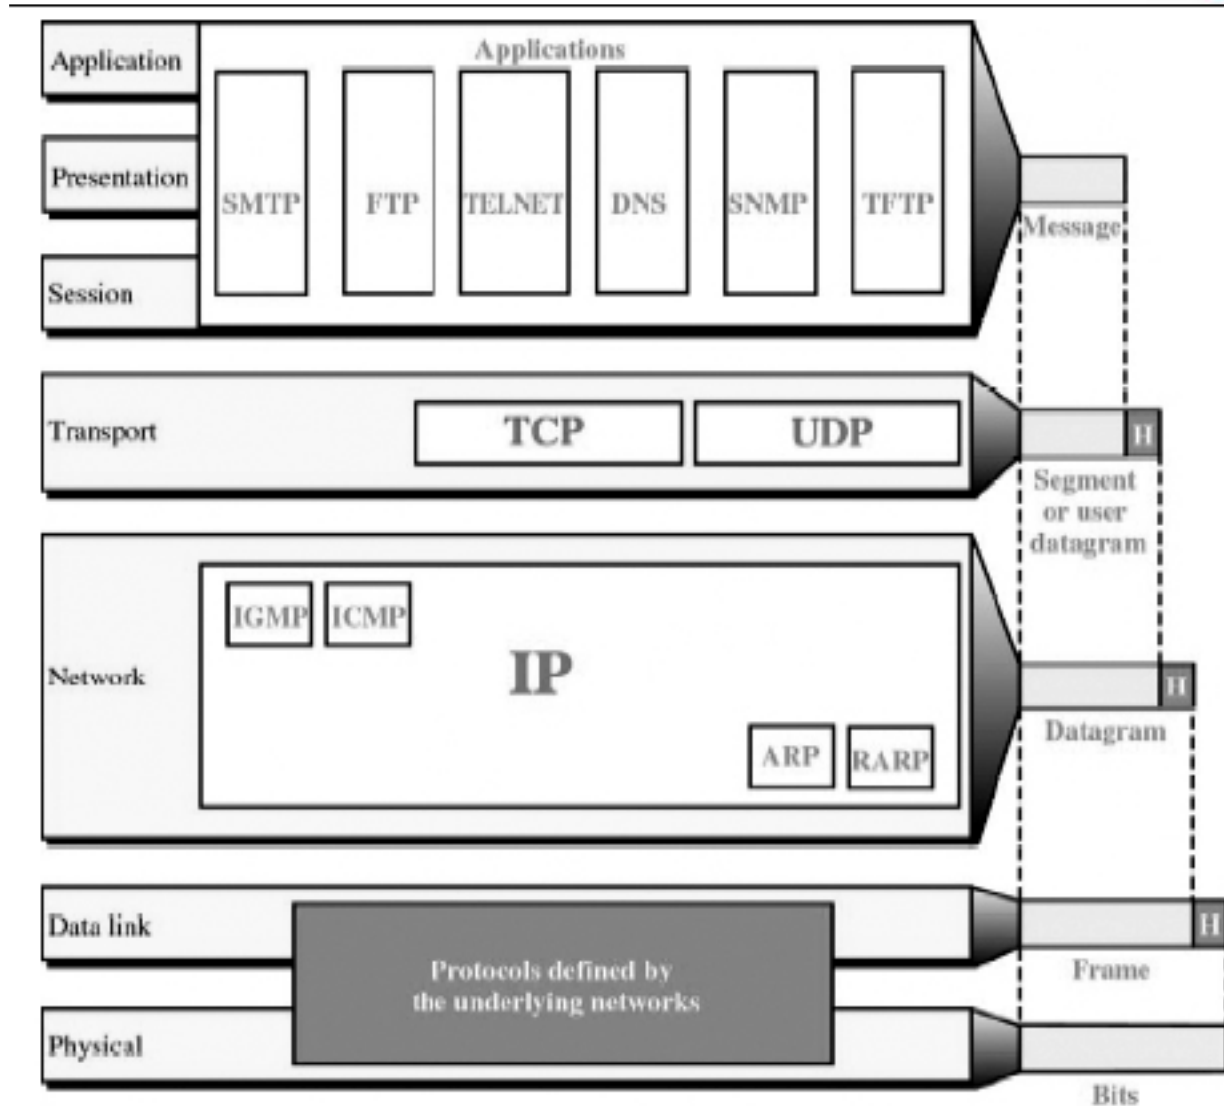 Application
Applications
Presentation
SMTP
FTP
TELNET
DNS
SNMP
TFTP
Message
Session
Transport
TCP
UDP
H
Segment
or user
datagram
IGMP
ICMP
IP
Network
H
Datagram
ARP
RARP
Data link
H
Protocols defined by
the underlying networks
Frame
Physical
Bits